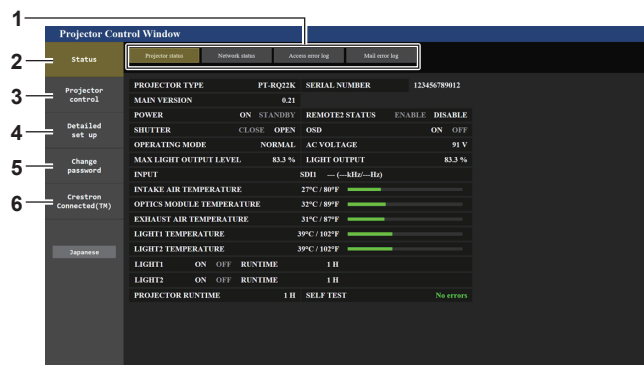 1
Projector Control Window
2
Status
Projector status Network status Access error log Mail error log
3
Projector
control
4
Detailed
set up
5
Change
password
6
Crestron
Connected(TM)
Japanese
PROJECTOR TYPE PT-RQ22K SERIAL NUMBER 123456789012
MAIN VERSION 0.21
POWER ON STANDBY REMOTE2 STATUS ENABLE DISABLE
SHUTTER CLOSE OPEN OSD ON OFF
OPERATING MODE NORMAL AC VOLTAGE 91 V
MAX LIGHT OUTPUT LEVEL 83.3 % LIGHT OUTPUT 83.3 %
INPUT SDI1 --- (---kHz/---Hz)
INTAKE AIR TEMPERATURE 27°C / 80°F
OPTICS MODULE TEMPERATURE 32°C / 89°F
EXHAUST AIR TEMPERATURE 31°C / 87°F
LIGHT1 TEMPERATURE 39°C / 102°F
LIGHT2 TEMPERATURE 39°C / 102°F
LIGHT1 ON OFF RUNTIME 1 H
LIGHT2 ON OFF RUNTIME 1 H
PROJECTOR RUNTIME 1 H SELF TEST No errors